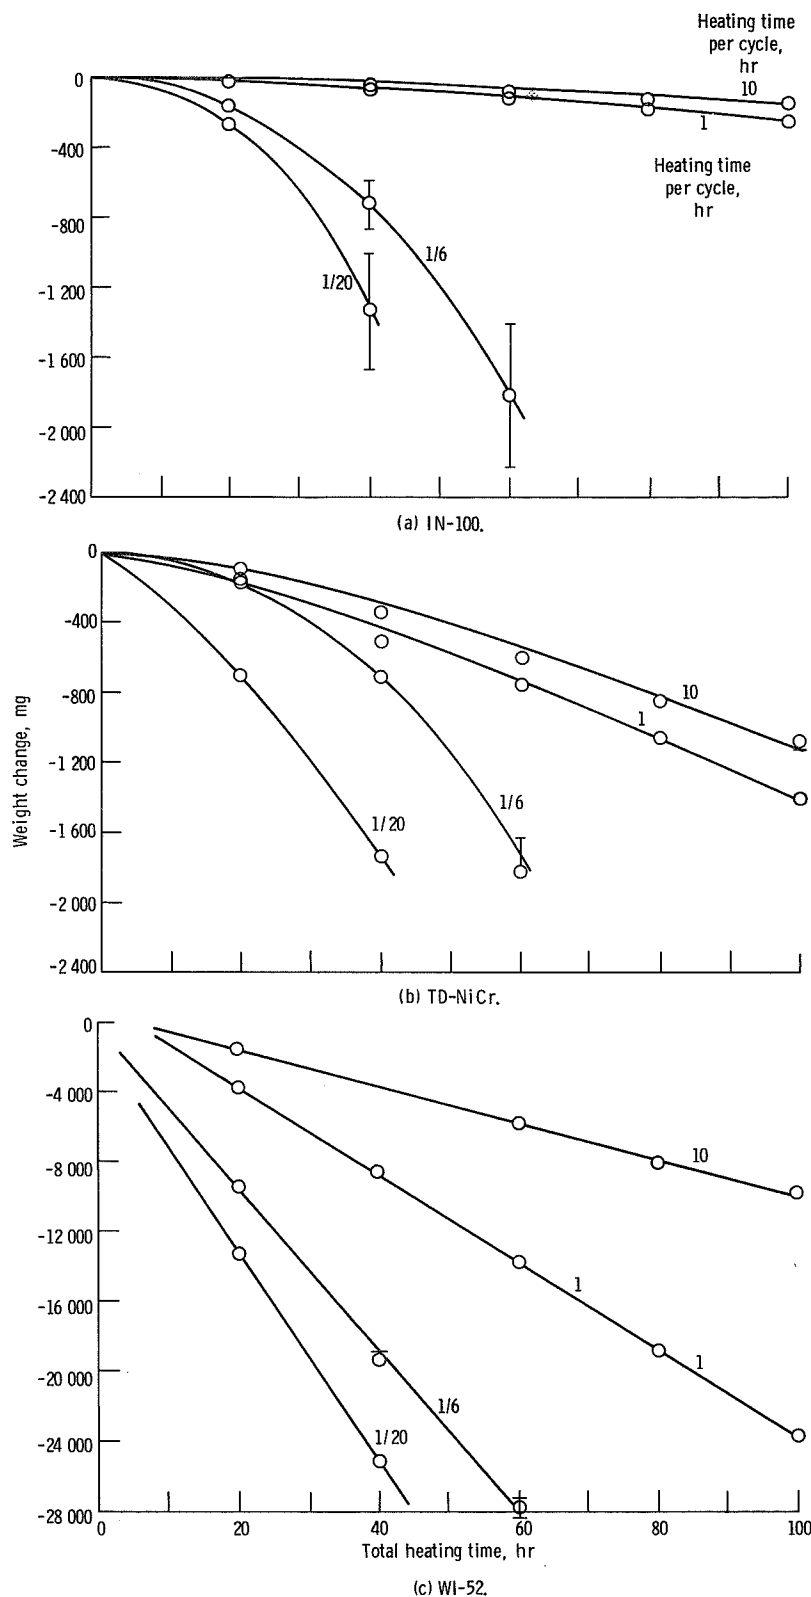 Heating time
per cycle,
hr
0
-400
-800
-1 200
-1 600
-2 000
-2 400
10
1
Heating time
per cycle,
hr
1/6
1/20
(a) IN-100.
0
-400
-800
-1 200
-1 600
-2 000
-2 400
10
1
1/6
1/20
(b) TD-NiCr.
Weight change, mg
0
-4 000
-8 000
-12 000
-16 000
-20 000
-24 000
-28 000
10
1
1
1/6
1/20
0 20 40 60 80 100
Total heating time, hr
(c) WI-52.